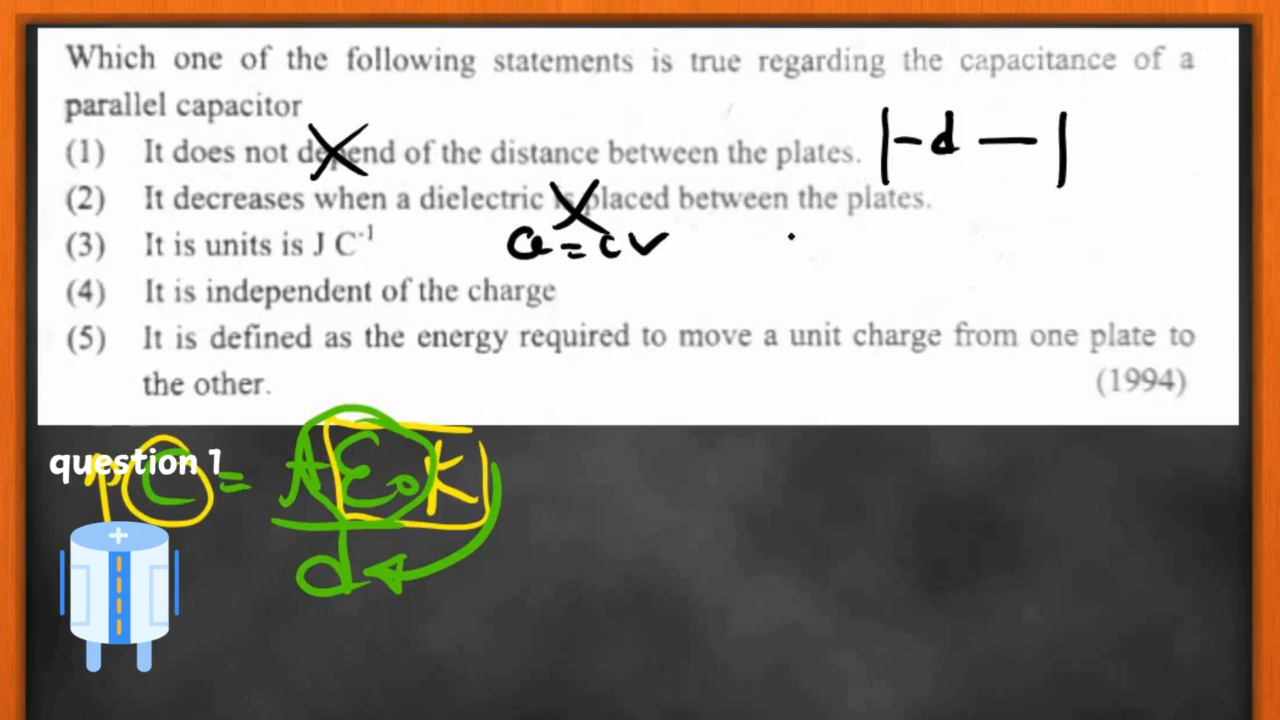 Which one of the following statements is true regarding the capacitance of a
parallel capacitor
(1) It does not depend of the distance between the plates. |- d - |
(2) It decreases when a dielectric is placed between the plates.
(3) It is units is J C⁻¹ Q = CV
(4) It is independent of the charge
(5) It is defined as the energy required to move a unit charge from one plate to
the other. (1994)
question 1
C = Aε₀K
d
+